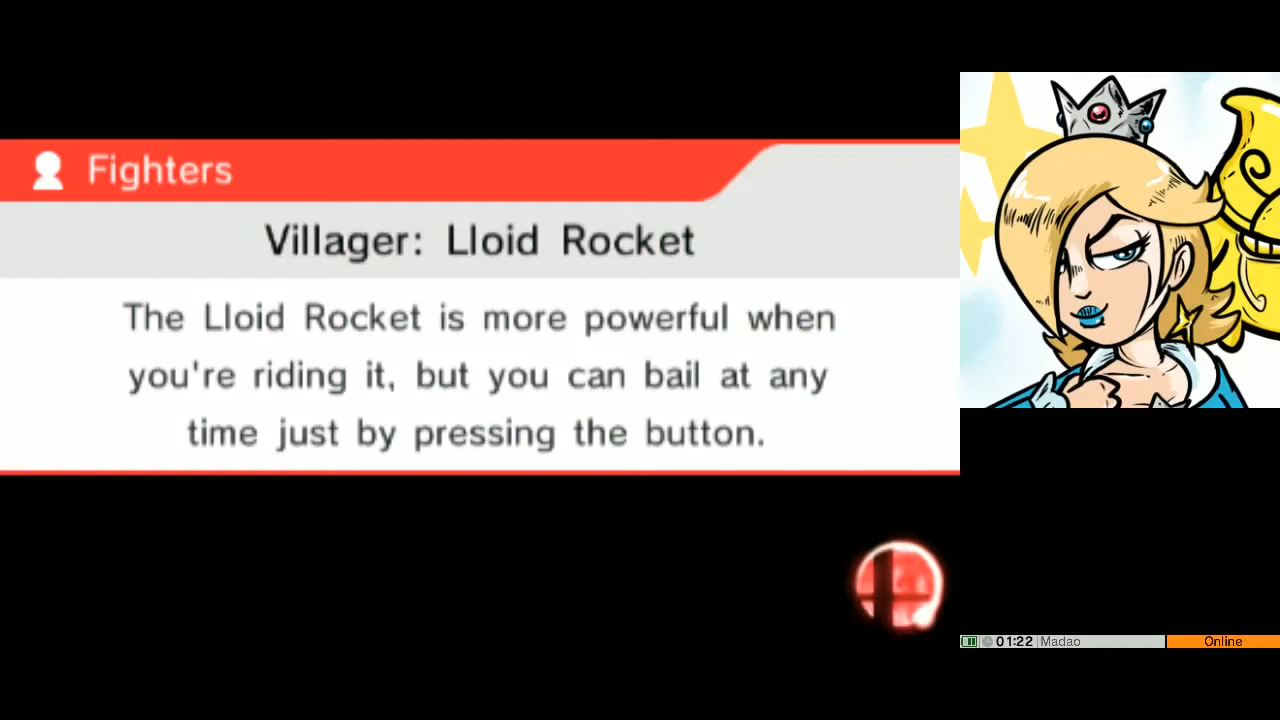 Fighters
Villager: Lloid Rocket
The Lloid Rocket is more powerful when
you're riding it, but you can bail at any
time just by pressing the button.
01:22 Madao Online